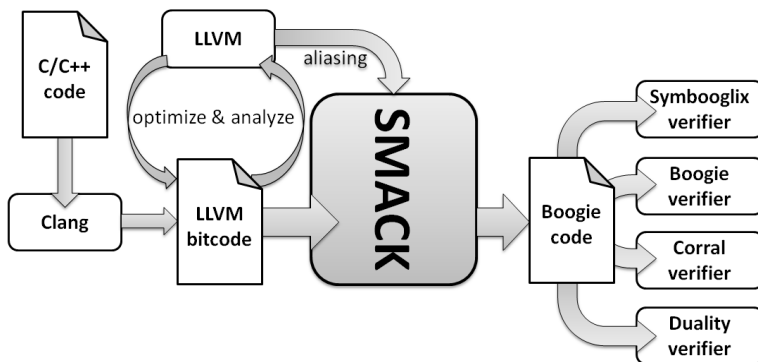 C/C++
code
LLVM
aliasing
optimize & analyze
Clang
LLVM
bitcode
SMACK
Boogie
code
Symbooglix
verifier
Boogie
verifier
Corral
verifier
Duality
verifier